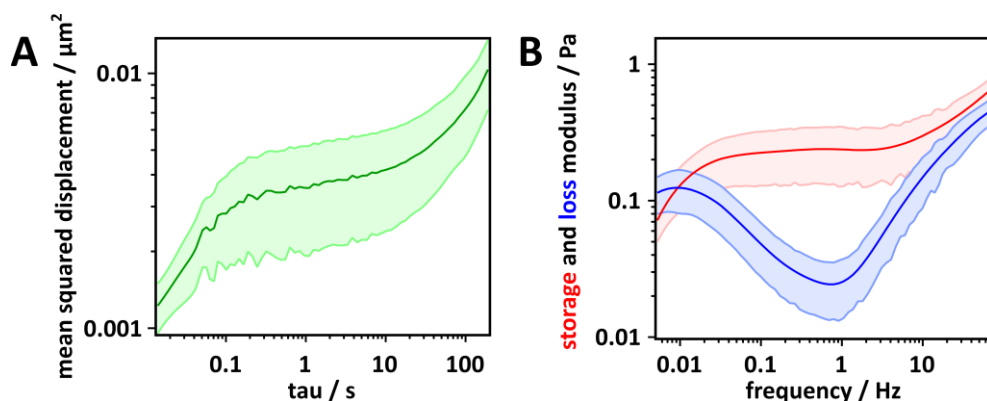 A
mean squared displacement / µm²
0.01
0.001
0.1
1
10
100
tau / s
B
storage and loss modulus / Pa
1
0.1
0.01
0.01
0.1
1
10
frequency / Hz